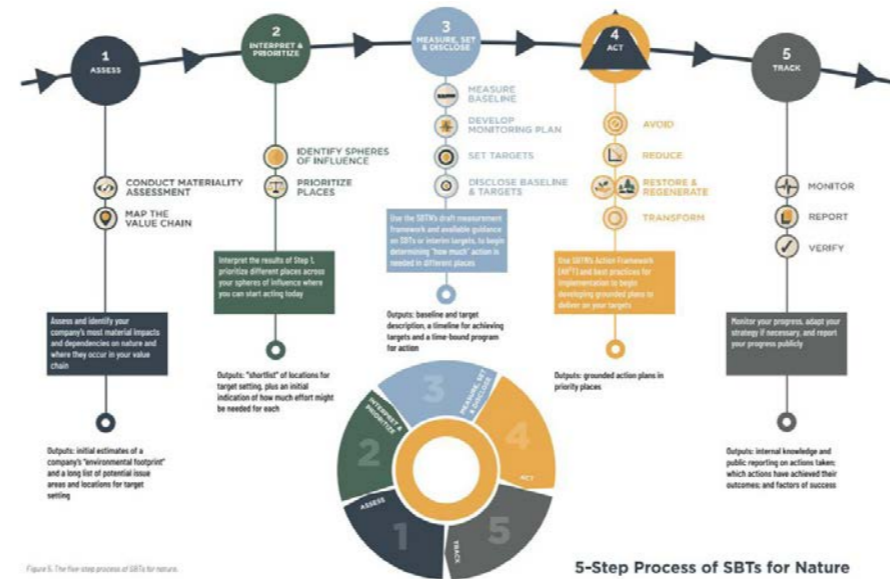 1
ASSESS
CONDUCT MATERIALITY
ASSESSMENT
MAP THE
VALUE CHAIN
Assess and identify your
company's most material impacts
and dependencies on nature and
where they occur in your value
chain
Outputs: initial estimates of a
company's "environmental footprint"
and a long list of potential issue
areas and locations for target
setting
2
INTERPRET &
PRIORITIZE
IDENTIFY SPHERES
OF INFLUENCE
PRIORITIZE
PLACES
Interpret the results of Step 1,
prioritize different places across
your spheres of influence where
you can start acting today
Outputs: "shortlist" of locations for
target setting, plus an initial
indication of how much effort might
be needed for each
3
MEASURE, SET
& DISCLOSE
MEASURE
BASELINE
DEVELOP
MONITORING PLAN
SET TARGETS
DISCLOSE BASELINE
& TARGETS
Use the SBTN's draft measurement
framework and available guidance
on SBTs or interim targets, to begin
determining "how much" action is
needed in different places
Outputs: baseline and target
description, a timeline for achieving
targets and a time-bound program
for action
4
ACT
AVOID
REDUCE
RESTORE &
REGENERATE
TRANSFORM
Use SBTN's Action Framework
(AR³T) and best practices for
implementation to begin
developing grounded plans to
deliver on your targets
Outputs: grounded action plans in
priority places
5
TRACK
MONITOR
REPORT
VERIFY
Monitor your progress, adapt your
strategy if necessary, and report
your progress publicly
Outputs: internal knowledge and
public reporting on actions taken;
which actions have achieved their
outcomes; and factors of success
1
ASSESS
2
INTERPRET &
PRIORITIZE
3
MEASURE, SET
& DISCLOSE
4
ACT
5
TRACK
Figure 5. The five-step process of SBTs for nature.
5-Step Process of SBTs for Nature